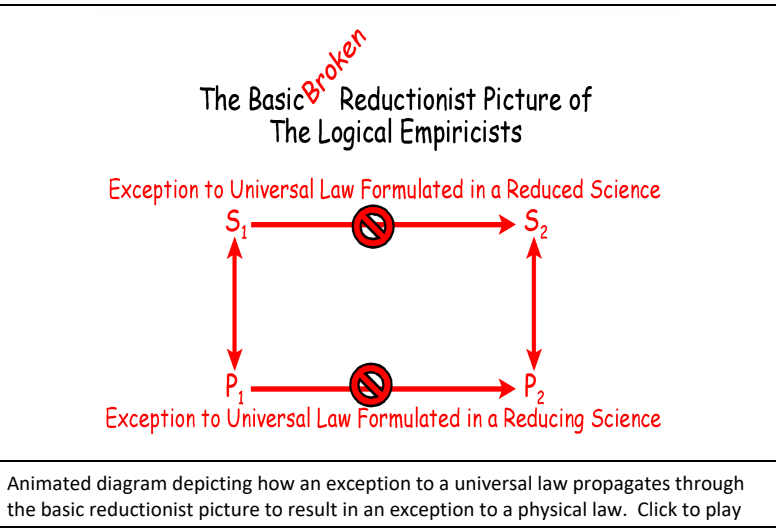 Broken
The Basic Reductionist Picture of
The Logical Empiricists
Exception to Universal Law Formulated in a Reduced Science
S₁ S₂
P₁ P₂
Exception to Universal Law Formulated in a Reducing Science
Animated diagram depicting how an exception to a universal law propagates through
the basic reductionist picture to result in an exception to a physical law. Click to play